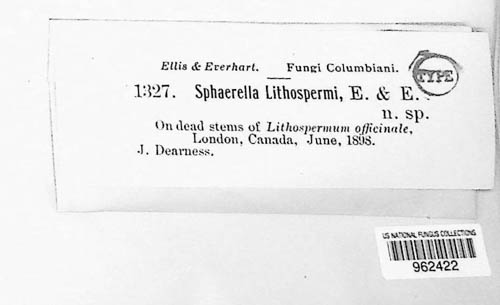 Ellis & Everhart. Fungi Columbiani.
TYPE
1327. Sphaerella Lithospermi, E. & E.
n. sp.
On dead stems of Lithospermum officinale,
London, Canada, June, 1898.
J. Dearness.
US NATIONAL FUNGUS COLLECTIONS
962422